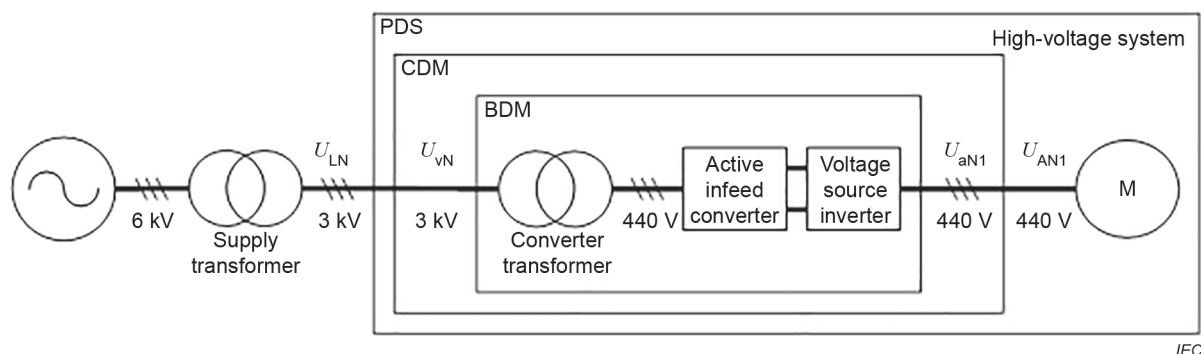 PDS
High-voltage system
CDM
BDM
U_LN
U_vN
U_aN1
U_AN1
Active
infeed
converter
Voltage
source
inverter
M
6 kV
3 kV
3 kV
440 V
440 V
440 V
Supply
transformer
Converter
transformer
IEC